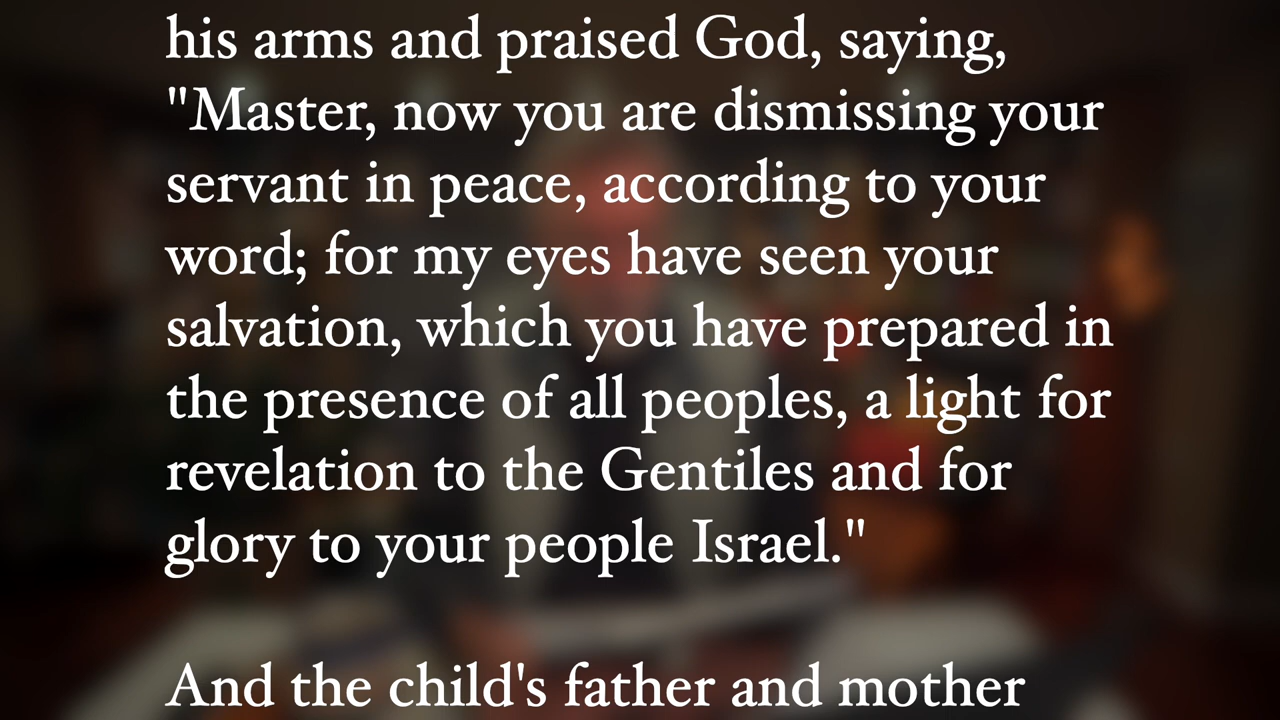 his arms and praised God, saying,
"Master, now you are dismissing your
servant in peace, according to your
word; for my eyes have seen your
salvation, which you have prepared in
the presence of all peoples, a light for
revelation to the Gentiles and for
glory to your people Israel."
And the child's father and mother